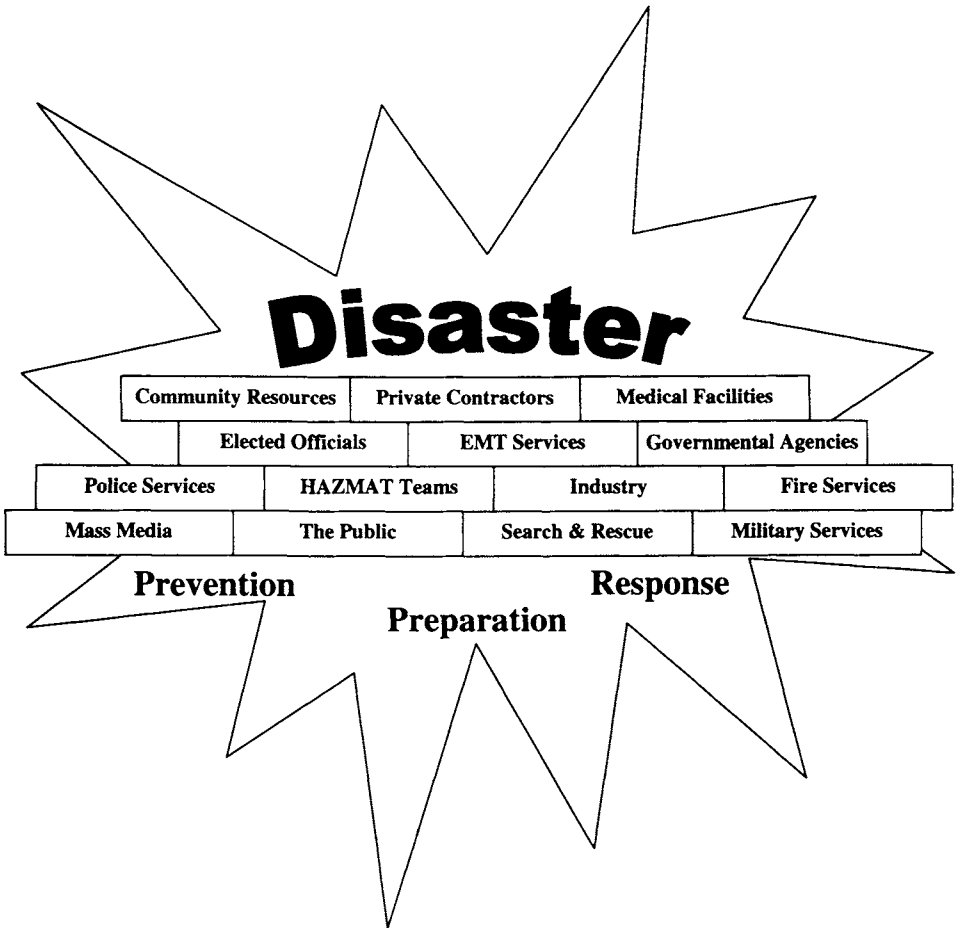 Disaster
Community Resources Private Contractors Medical Facilities
Elected Officials EMT Services Governmental Agencies
Police Services HAZMAT Teams Industry Fire Services
Mass Media The Public Search & Rescue Military Services
Prevention Response
Preparation